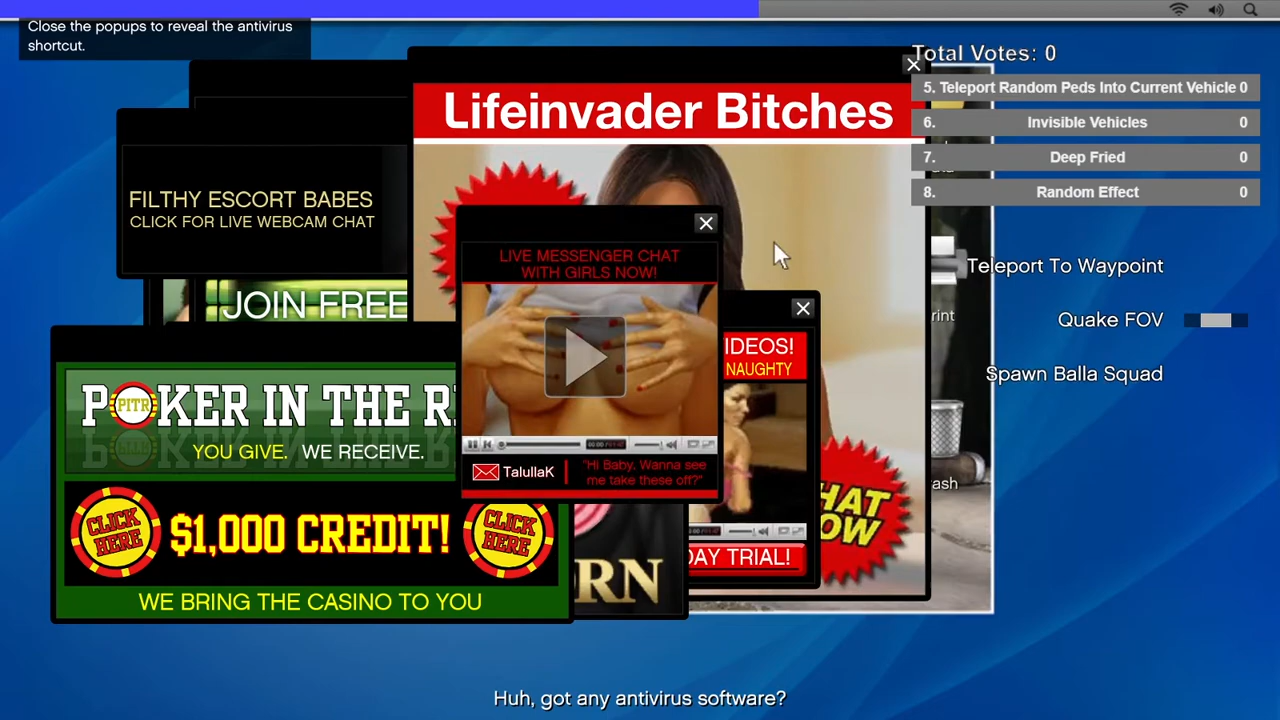 Close the popups to reveal the antivirus
shortcut.
Total Votes: 0
5. Teleport Random Peds Into Current Vehicle 0
6. Invisible Vehicles 0
7. Deep Fried 0
8. Random Effect 0
Lifeinvader Bitches
FILTHY ESCORT BABES
CLICK FOR LIVE WEBCAM CHAT
LIVE MESSENGER CHAT
WITH GIRLS NOW!
Teleport To Waypoint
JOIN FREE
Quake FOV
IDEOS!
NAUGHTY
Spawn Balla Squad
POKER IN THE R
PITR
YOU GIVE. WE RECEIVE.
TalullaK
"Hi Baby, Wanna see
me take these off?"
CLICK
HERE
$1,000 CREDIT!
CLICK
HERE
HAT
OW
DAY TRIAL!
RN
WE BRING THE CASINO TO YOU
Huh, got any antivirus software?